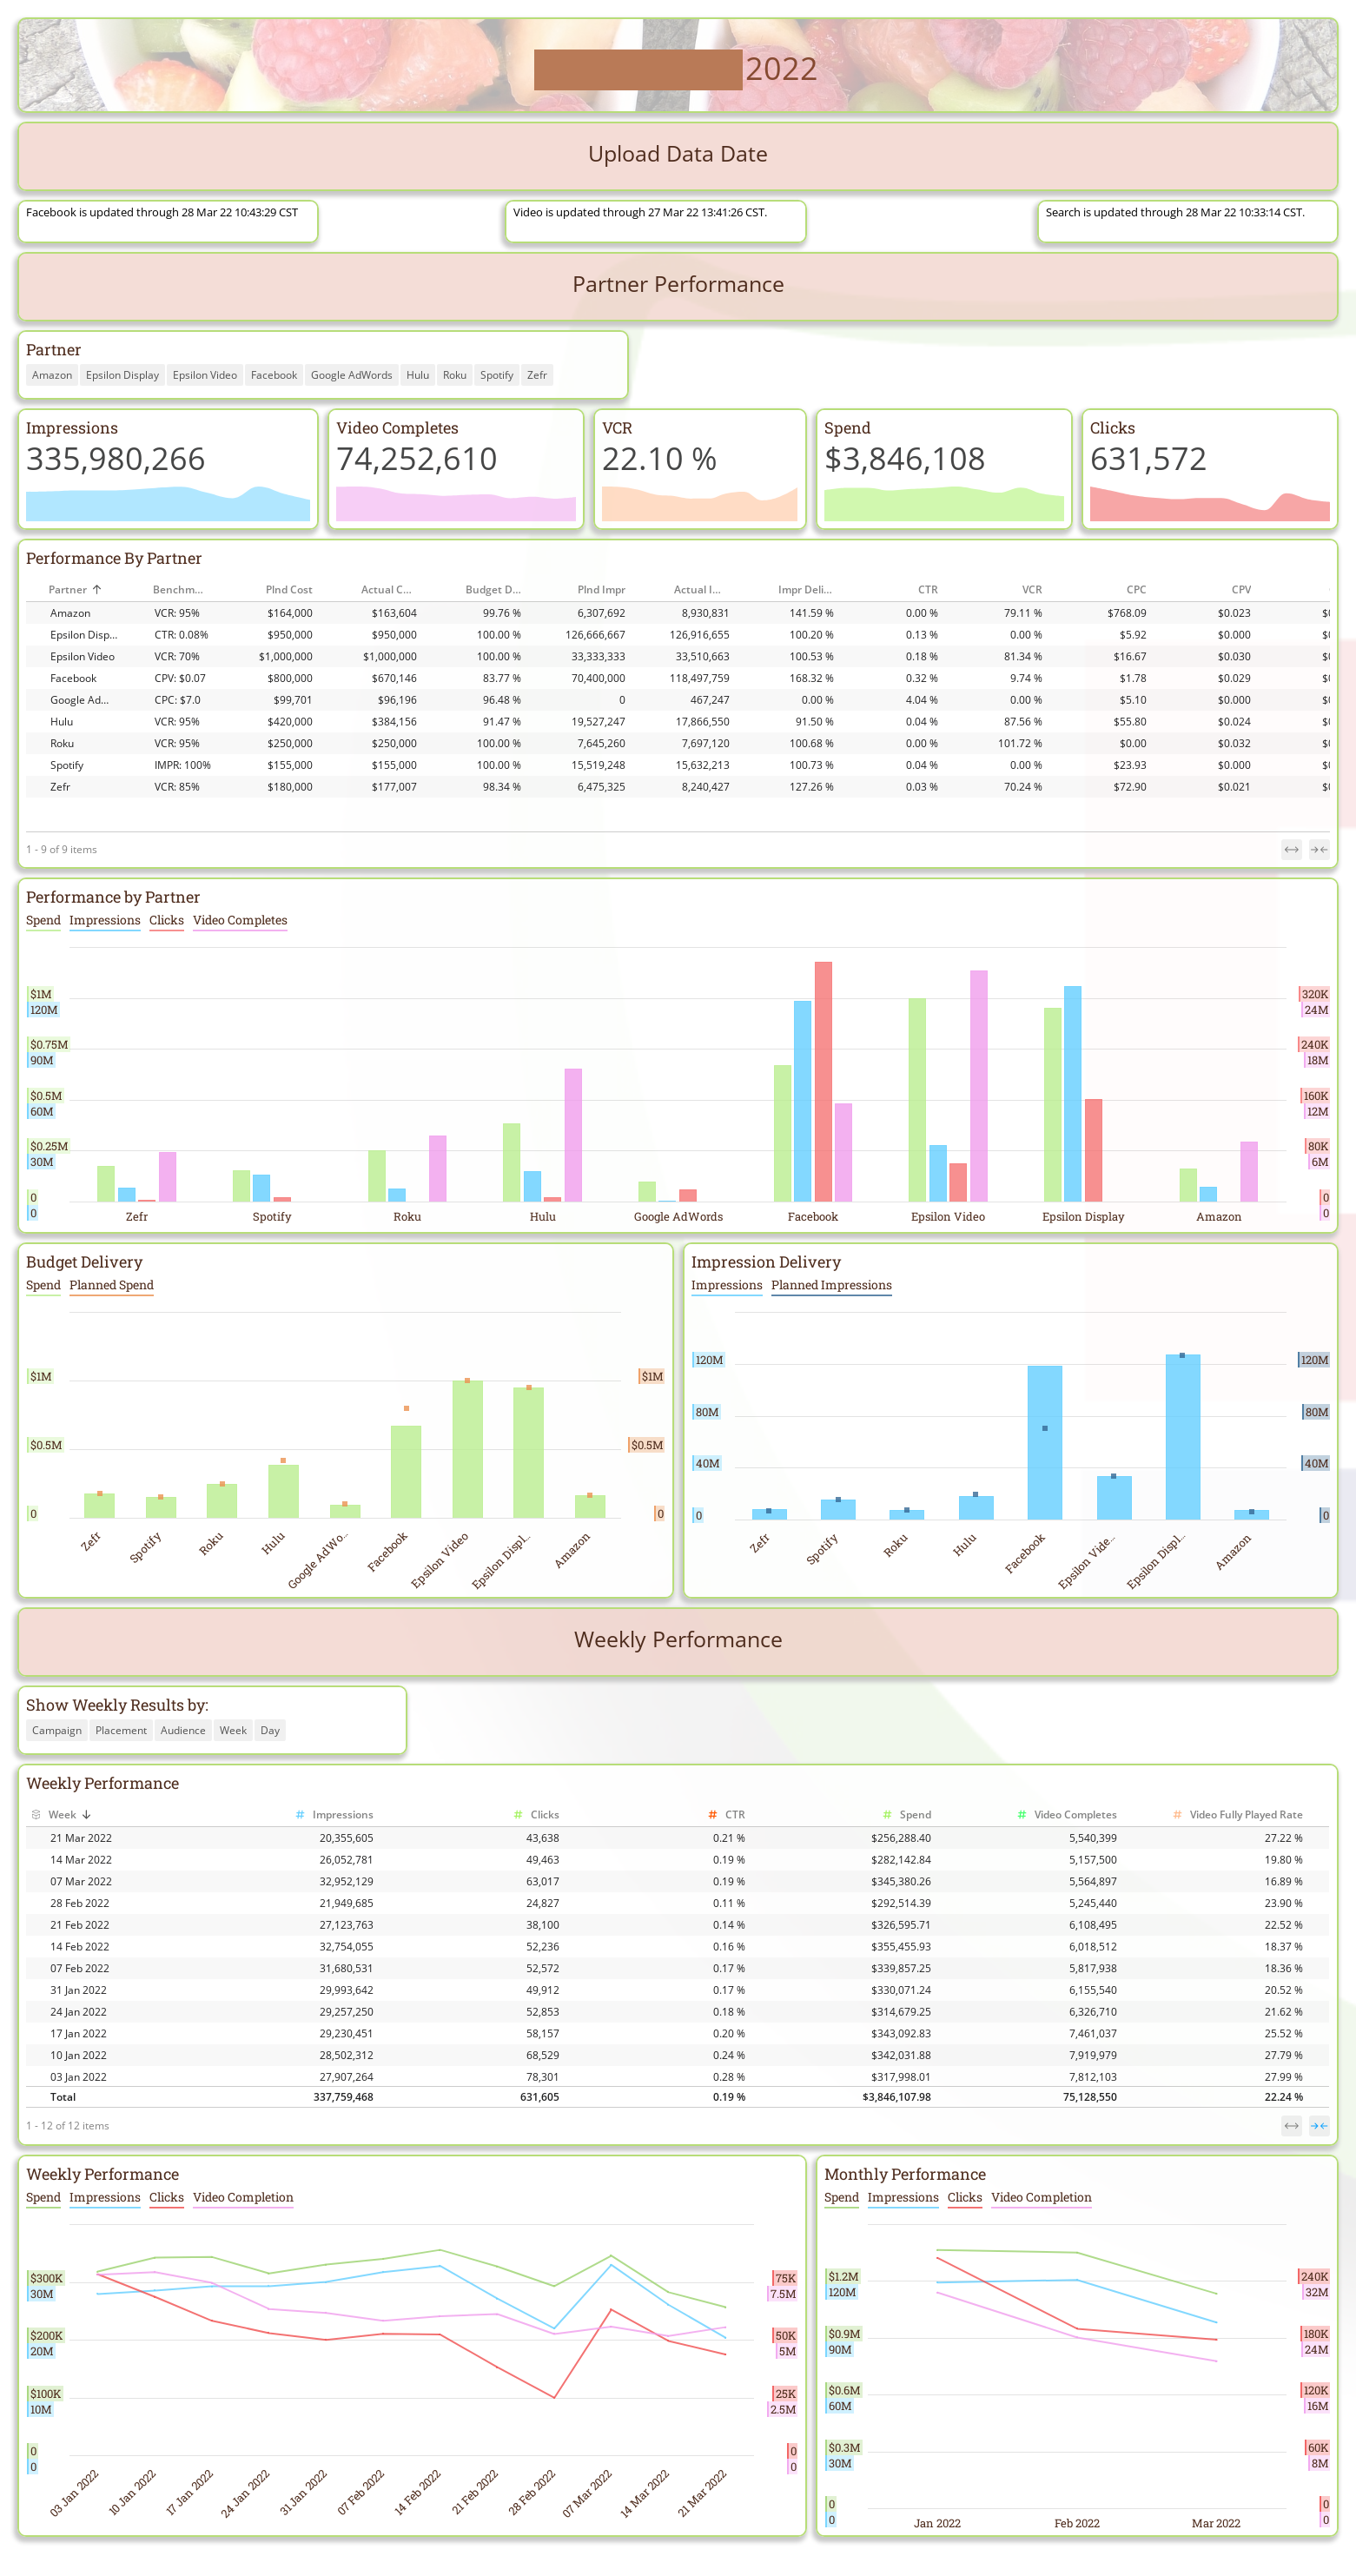 2022
Upload Data Date
Facebook is updated through 28 Mar 22 10:43:29 CST
Video is updated through 27 Mar 22 13:41:26 CST.
Search is updated through 28 Mar 22 10:33:14 CST.
Partner Performance
Partner
Amazon Epsilon Display Epsilon Video Facebook Google AdWords Hulu Roku Spotify Zefr
Impressions
335,980,266
Video Completes
74,252,610
VCR
22.10 %
Spend
$3,846,108
Clicks
631,572
Performance By Partner
Partner Benchm... Plnd Cost Actual C... Budget D... Plnd Impr Actual I... Impr Deli... CTR VCR CPC CPV
Amazon VCR: 95% $164,000 $163,604 99.76 % 6,307,692 8,930,831 141.59 % 0.00 % 79.11 % $768.09 $0.023
Epsilon Disp... CTR: 0.08% $950,000 $950,000 100.00 % 126,666,667 126,916,655 100.20 % 0.13 % 0.00 % $5.92 $0.000
Epsilon Video VCR: 70% $1,000,000 $1,000,000 100.00 % 33,333,333 33,510,663 100.53 % 0.18 % 81.34 % $16.67 $0.030
Facebook CPV: $0.07 $800,000 $670,146 83.77 % 70,400,000 118,497,759 168.32 % 0.32 % 9.74 % $1.78 $0.029
Google Ad... CPC: $7.0 $99,701 $96,196 96.48 % 0 467,247 0.00 % 4.04 % 0.00 % $5.10 $0.000
Hulu VCR: 95% $420,000 $384,156 91.47 % 19,527,247 17,866,550 91.50 % 0.04 % 87.56 % $55.80 $0.024
Roku VCR: 95% $250,000 $250,000 100.00 % 7,645,260 7,697,120 100.68 % 0.00 % 101.72 % $0.00 $0.032
Spotify IMPR: 100% $155,000 $155,000 100.00 % 15,519,248 15,632,213 100.73 % 0.04 % 0.00 % $23.93 $0.000
Zefr VCR: 85% $180,000 $177,007 98.34 % 6,475,325 8,240,427 127.26 % 0.03 % 70.24 % $72.90 $0.021
1 - 9 of 9 items
Performance by Partner
Spend Impressions Clicks Video Completes
$1M 320K
120M 24M
$0.75M 240K
90M 18M
$0.5M 160K
60M 12M
$0.25M 80K
30M 6M
0 0
0 0
Zefr Spotify Roku Hulu Google AdWords Facebook Epsilon Video Epsilon Display Amazon
Budget Delivery
Spend Planned Spend
$1M $1M
$0.5M $0.5M
0 0
Zefr Spotify Roku Hulu Google AdWo.. Facebook Epsilon Video Epsilon Displ.. Amazon
Impression Delivery
Impressions Planned Impressions
120M 120M
80M 80M
40M 40M
0 0
Zefr Spotify Roku Hulu Facebook Epsilon Vide.. Epsilon Displ.. Amazon
Weekly Performance
Show Weekly Results by:
Campaign Placement Audience Week Day
Weekly Performance
Week # Impressions # Clicks # CTR # Spend # Video Completes # Video Fully Played Rate
21 Mar 2022 20,355,605 43,638 0.21 % $256,288.40 5,540,399 27.22 %
14 Mar 2022 26,052,781 49,463 0.19 % $282,142.84 5,157,500 19.80 %
07 Mar 2022 32,952,129 63,017 0.19 % $345,380.26 5,564,897 16.89 %
28 Feb 2022 21,949,685 24,827 0.11 % $292,514.39 5,245,440 23.90 %
21 Feb 2022 27,123,763 38,100 0.14 % $326,595.71 6,108,495 22.52 %
14 Feb 2022 32,754,055 52,236 0.16 % $355,455.93 6,018,512 18.37 %
07 Feb 2022 31,680,531 52,572 0.17 % $339,857.25 5,817,938 18.36 %
31 Jan 2022 29,993,642 49,912 0.17 % $330,071.24 6,155,540 20.52 %
24 Jan 2022 29,257,250 52,853 0.18 % $314,679.25 6,326,710 21.62 %
17 Jan 2022 29,230,451 58,157 0.20 % $343,092.83 7,461,037 25.52 %
10 Jan 2022 28,502,312 68,529 0.24 % $342,031.88 7,919,979 27.79 %
03 Jan 2022 27,907,264 78,301 0.28 % $317,998.01 7,812,103 27.99 %
Total 337,759,468 631,605 0.19 % $3,846,107.98 75,128,550 22.24 %
1 - 12 of 12 items
Weekly Performance
Spend Impressions Clicks Video Completion
$300K 75K
30M 7.5M
$200K 50K
20M 5M
$100K 25K
10M 2.5M
0 0
0 0
03 Jan 2022 10 Jan 2022 17 Jan 2022 24 Jan 2022 31 Jan 2022 07 Feb 2022 14 Feb 2022 21 Feb 2022 28 Feb 2022 07 Mar 2022 14 Mar 2022 21 Mar 2022
Monthly Performance
Spend Impressions Clicks Video Completion
$1.2M 240K
120M 32M
$0.9M 180K
90M 24M
$0.6M 120K
60M 16M
$0.3M 60K
30M 8M
0 0
0 0
Jan 2022 Feb 2022 Mar 2022